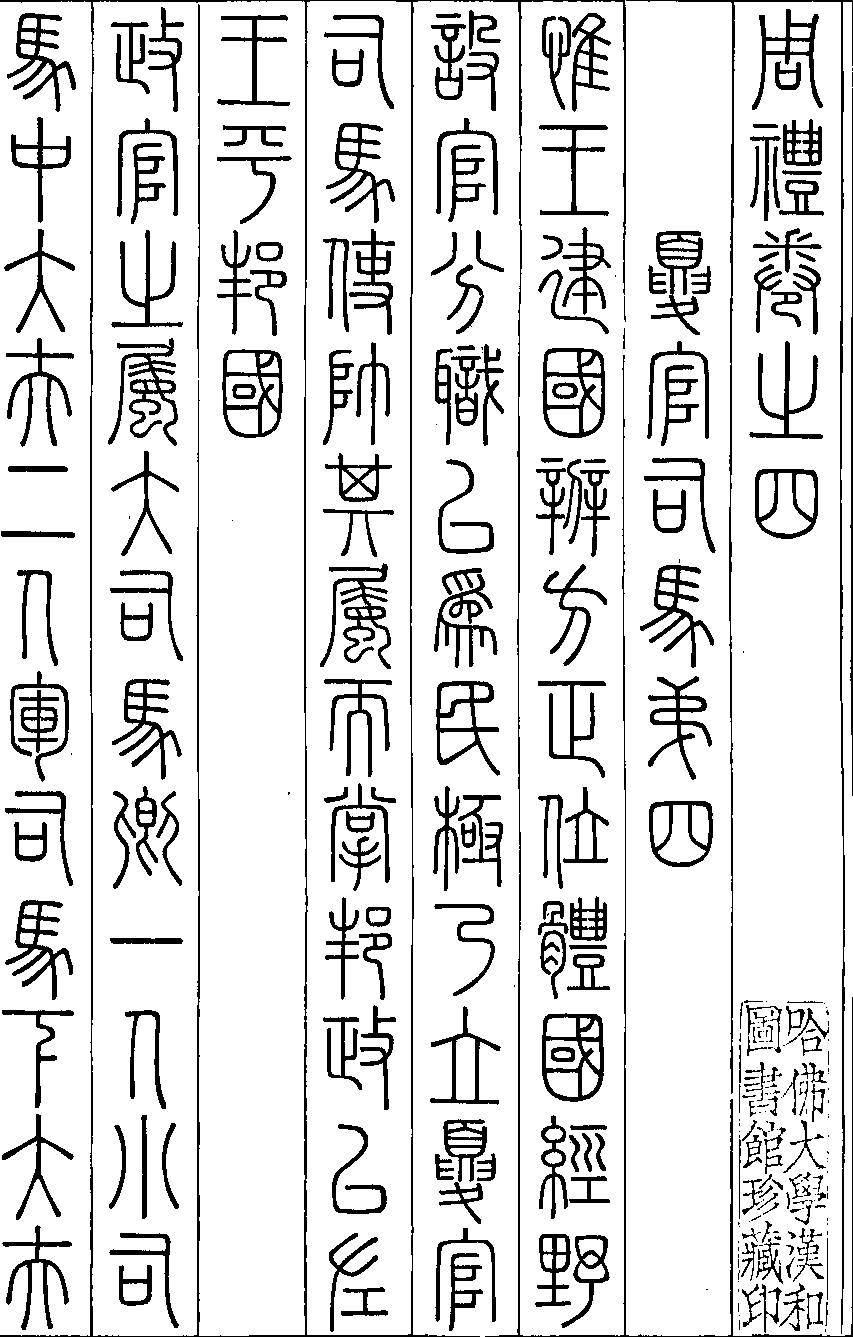 周禮卷之四
夏官司馬弟四
惟王建國辨方正位體國經野
設官分職以爲民極乃立夏官
司馬使帥其屬而掌邦政以左
王平邦國
政官之屬大司馬卿一人小司
馬中大夫二人軍司馬下大夫
哈佛大學漢和
圖書館珍藏印